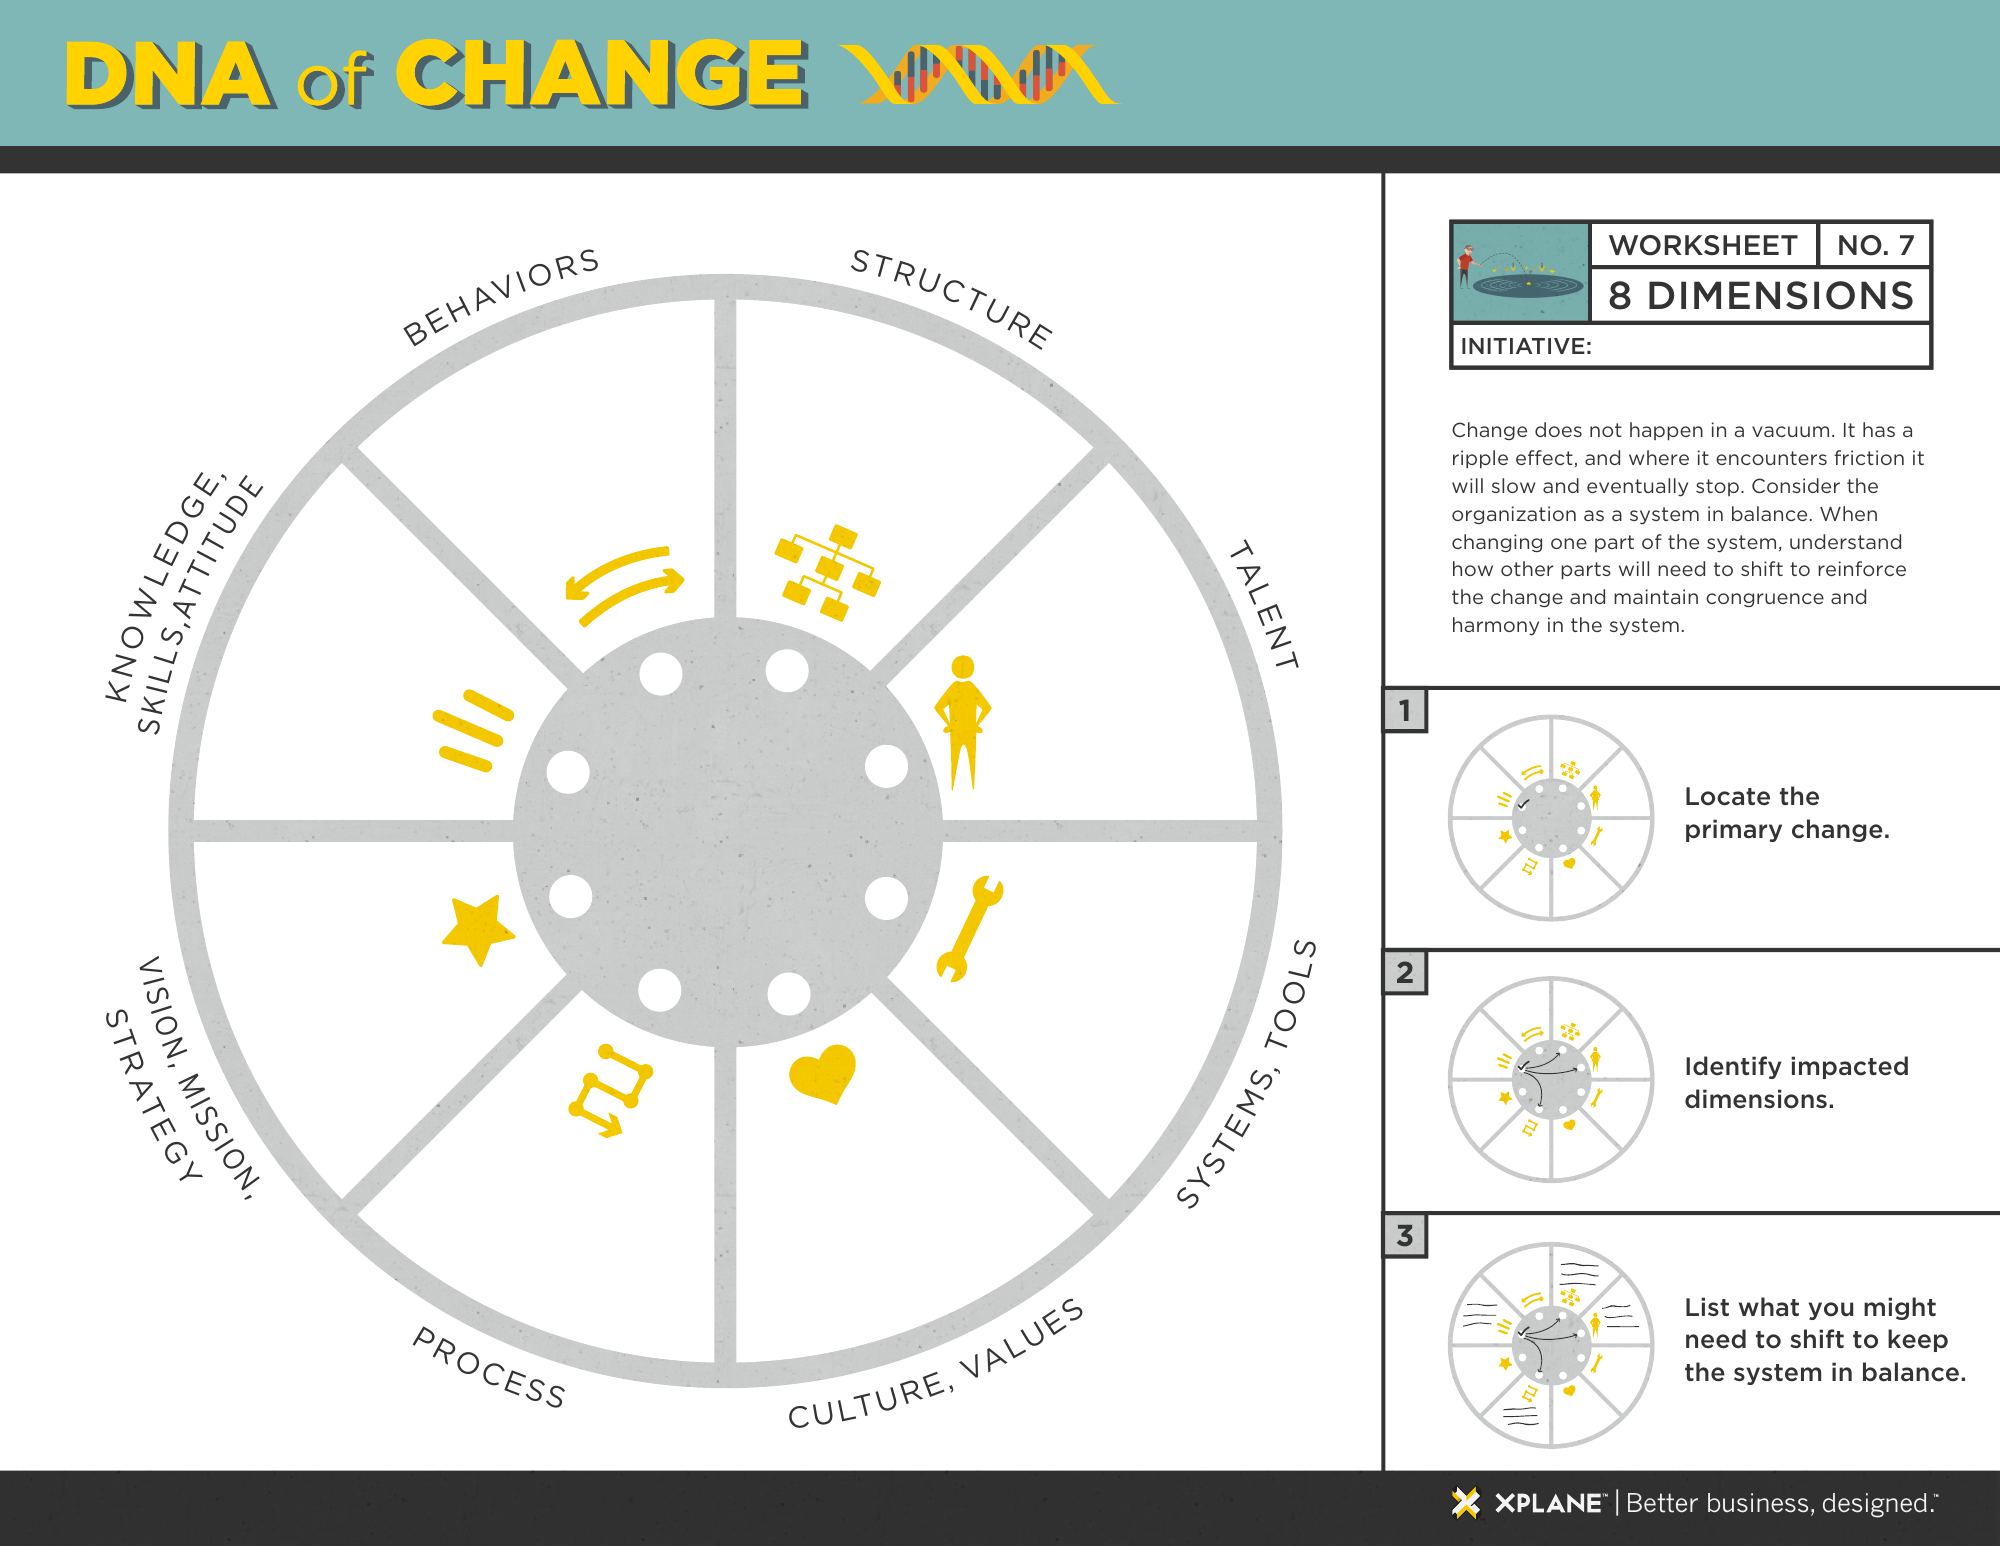 DNA of CHANGE
BEHAVIORS
STRUCTURE
TALENT
SYSTEMS, TOOLS
CULTURE, VALUES
PROCESS
VISION, MISSION,
STRATEGY
KNOWLEDGE,
SKILLS,ATTITUDE
WORKSHEET
NO. 7
8 DIMENSIONS
INITIATIVE:
Change does not happen in a vacuum. It has a
ripple effect, and where it encounters friction it
will slow and eventually stop. Consider the
organization as a system in balance. When
changing one part of the system, understand
how other parts will need to shift to reinforce
the change and maintain congruence and
harmony in the system.
1
Locate the
primary change.
2
Identify impacted
dimensions.
3
List what you might
need to shift to keep
the system in balance.
XPLANE™ | Better business, designed.™